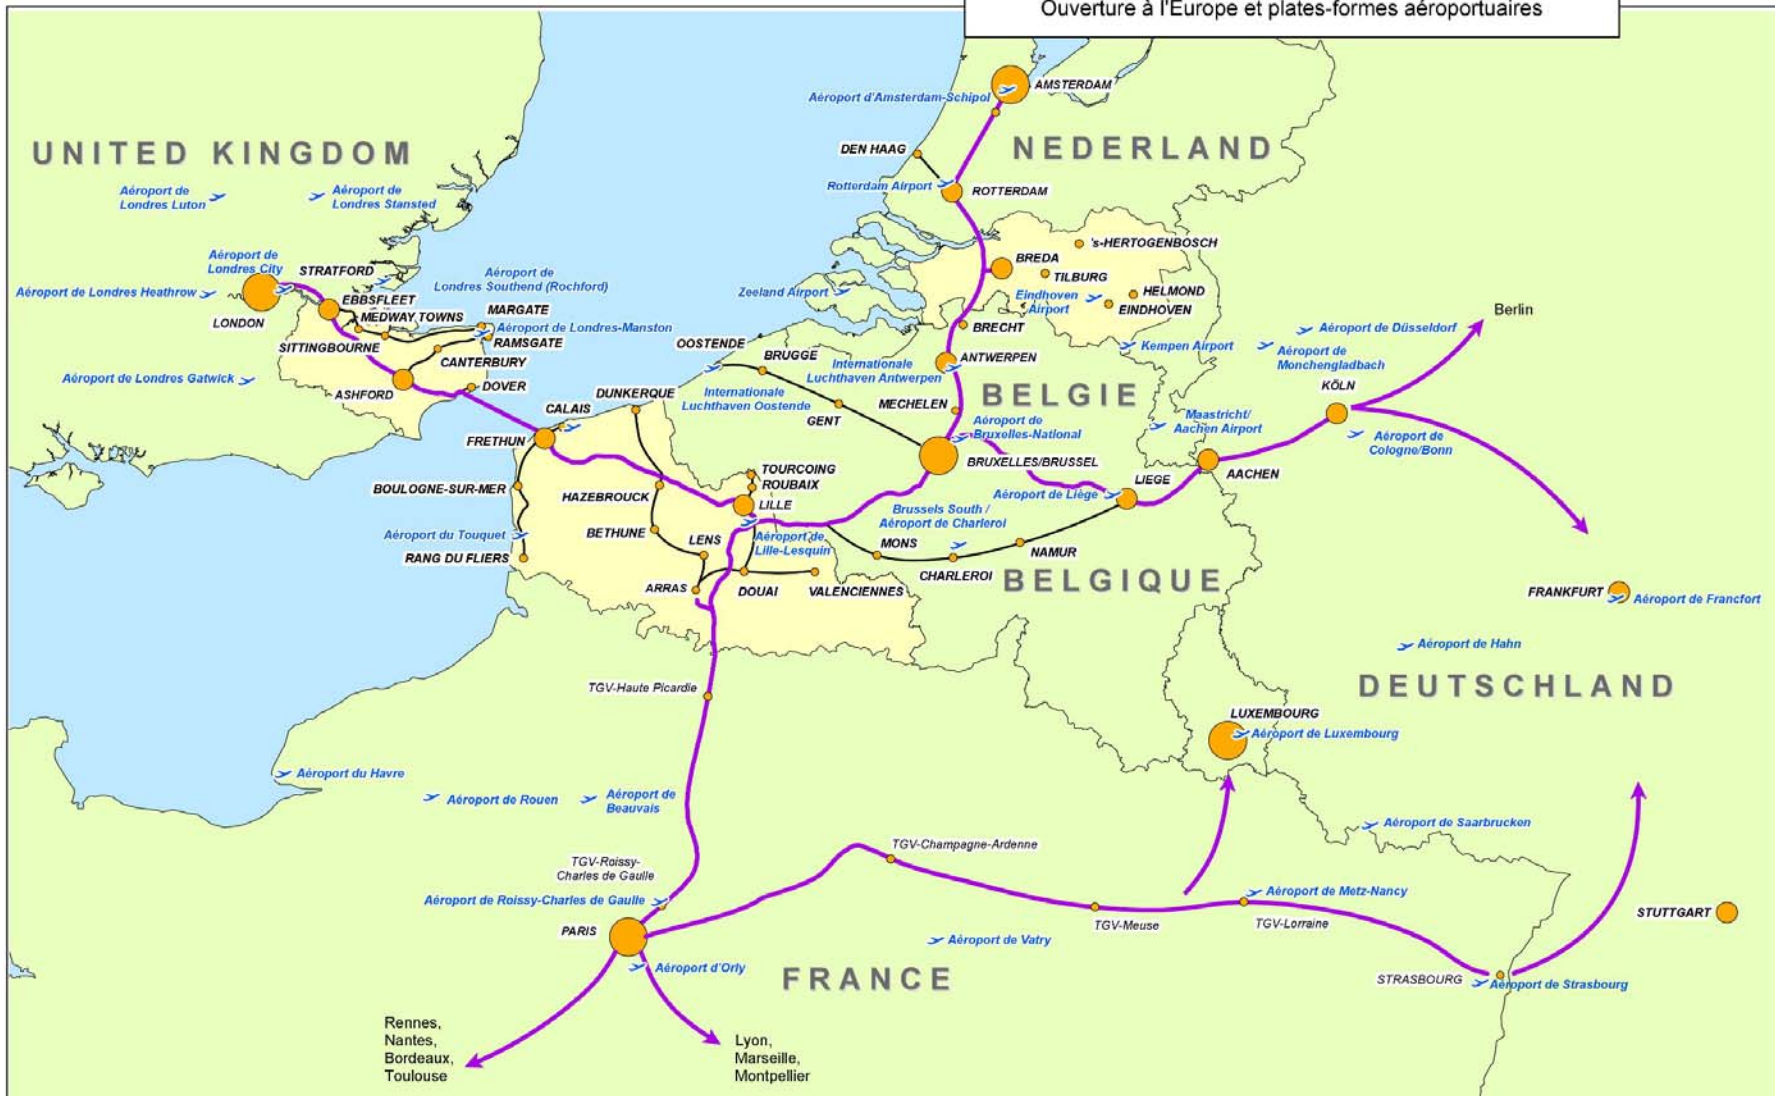 Ouverture à l'Europe et plates-formes aéroportuaires
AMSTERDAM
Aéroport d'Amsterdam-Schipol
UNITED KINGDOM
NEDERLAND
DEN HAAG
Aéroport de
Londres Luton
Aéroport de
Londres Stansted
Rotterdam Airport
ROTTERDAM
's-HERTOGENBOSCH
Aéroport de
Londres City
STRATFORD
Aéroport de
Londres Southend (Rochford)
BREDA
TILBURG
Aéroport de Londres Heathrow
EBBSFLEET
Zeeland Airport
Eindhoven
Airport
HELMOND
EINDHOVEN
LONDON
MEDWAY TOWNS
MARGATE
Aéroport de Londres-Manston
RAMSGATE
SITTINGBOURNE
CANTERBURY
BRECHT
Berlin
Aéroport de Düsseldorf
OOSTENDE
BRUGGE
Internationale
Luchthaven Antwerpen
ANTWERPEN
Kempen Airport
Aéroport de
Monchengladbach
Aéroport de Londres Gatwick
ASHFORD
DOVER
DUNKERQUE
Internationale
Luchthaven Oostende
BELGIE
KÖLN
CALAIS
GENT
MECHELEN
Aéroport de
Bruxelles-National
Maastricht/
Aachen Airport
FRETHUN
Aéroport de
Cologne/Bonn
BRUXELLES/BRUSSEL
TOURCOING
ROUBAIX
AACHEN
BOULOGNE-SUR-MER
HAZEBROUCK
LILLE
Aéroport de Liège
LIEGE
Brussels South /
Aéroport de Charleroi
Aéroport du Touquet
BETHUNE
LENS
Aéroport de
Lille-Lesquin
MONS
NAMUR
RANG DU FLIERS
CHARLEROI
BELGIQUE
ARRAS
DOUAI
VALENCIENNES
FRANKFURT
Aéroport de Francfort
Aéroport de Hahn
TGV-Haute Picardie
DEUTSCHLAND
LUXEMBOURG
Aéroport de Luxembourg
Aéroport du Havre
Aéroport de Rouen
Aéroport de
Beauvais
Aéroport de Saarbrucken
TGV-Champagne-Ardenne
TGV-Roissy-
Charles de Gaulle
Aéroport de Roissy-Charles de Gaulle
Aéroport de Metz-Nancy
PARIS
TGV-Meuse
TGV-Lorraine
STUTTGART
Aéroport de Vatry
Aéroport d'Orly
FRANCE
STRASBOURG
Aéroport de Strasbourg
Rennes,
Nantes,
Bordeaux,
Toulouse
Lyon,
Marseille,
Montpellier